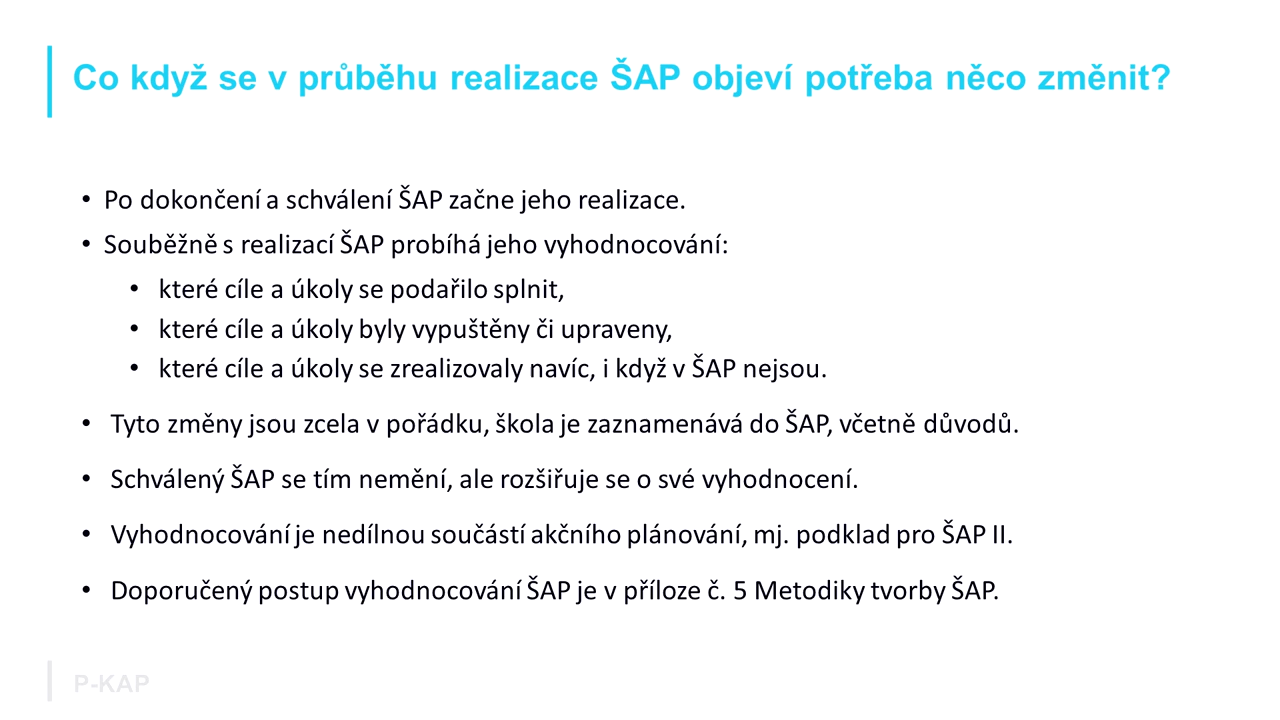 Co když se v průběhu realizace ŠAP objeví potřeba něco změnit?
• Po dokončení a schválení ŠAP začne jeho realizace.
• Souběžně s realizací ŠAP probíhá jeho vyhodnocování:
• které cíle a úkoly se podařilo splnit,
• které cíle a úkoly byly vypuštěny či upraveny,
• které cíle a úkoly se zrealizovaly navíc, i když v ŠAP nejsou.
• Tyto změny jsou zcela v pořádku, škola je zaznamenává do ŠAP, včetně důvodů.
• Schválený ŠAP se tím nemění, ale rozšiřuje se o své vyhodnocení.
• Vyhodnocování je nedílnou součástí akčního plánování, mj. podklad pro ŠAP II.
• Doporučený postup vyhodnocování ŠAP je v příloze č. 5 Metodiky tvorby ŠAP.
P-KAP